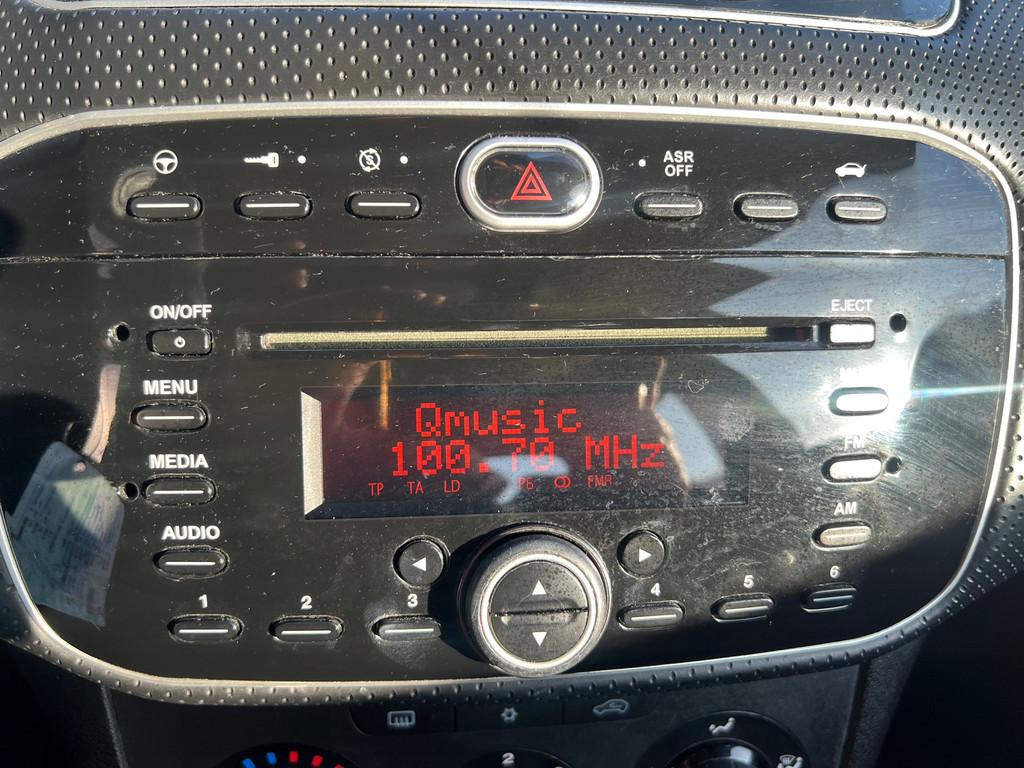 ASR
OFF
ON/OFF
EJECT
MENU
MEDIA
FM
AUDIO
AM
Qmusic
100.70 MHz
TP TA LD P6 FMR
1 2 3 4 5 6
2